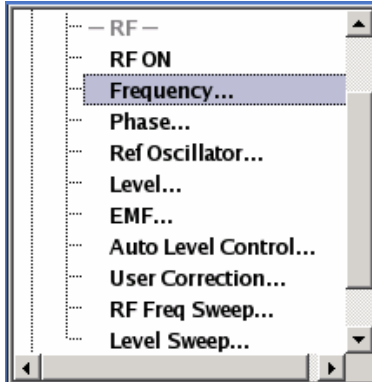 — RF —
RF ON
Frequency...
Phase...
Ref Oscillator...
Level...
EMF...
Auto Level Control...
User Correction...
RF Freq Sweep...
Level Sweep...